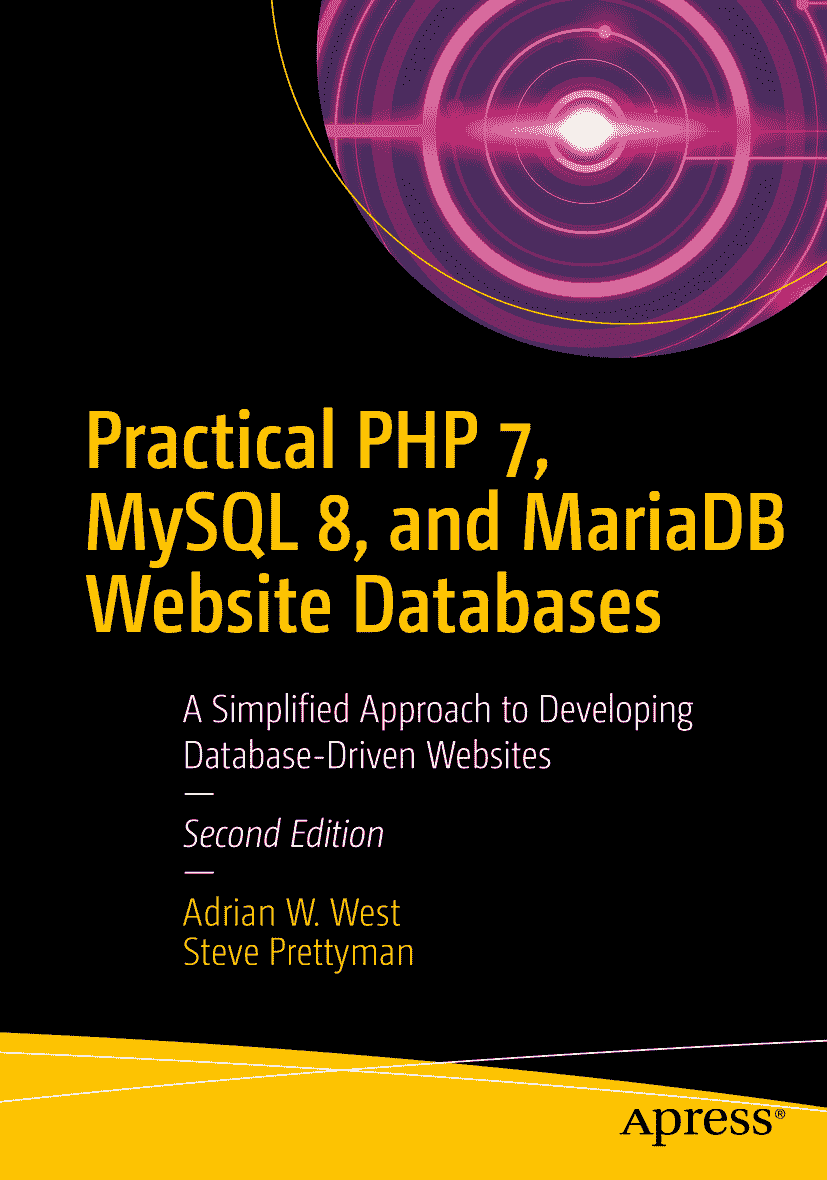 Practical PHP 7,
MySQL 8, and MariaDB
Website Databases
A Simplified Approach to Developing
Database-Driven Websites
—
Second Edition
—
Adrian W. West
Steve Prettyman
Apress®